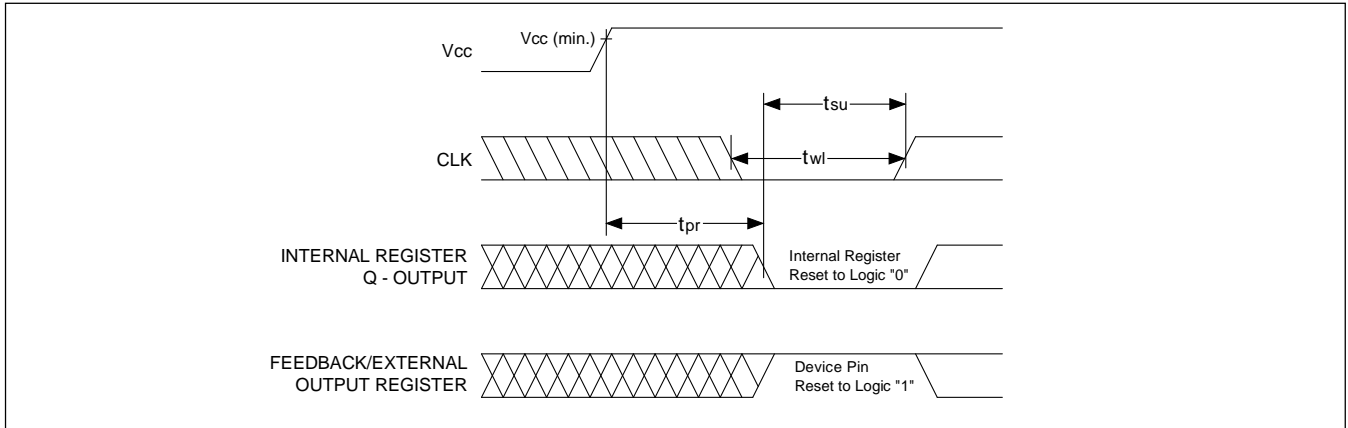 Vcc
Vcc (min.)
tsu
CLK
twl
tpr
INTERNAL REGISTER
Q - OUTPUT
Internal Register
Reset to Logic "0"
FEEDBACK/EXTERNAL
OUTPUT REGISTER
Device Pin
Reset to Logic "1"